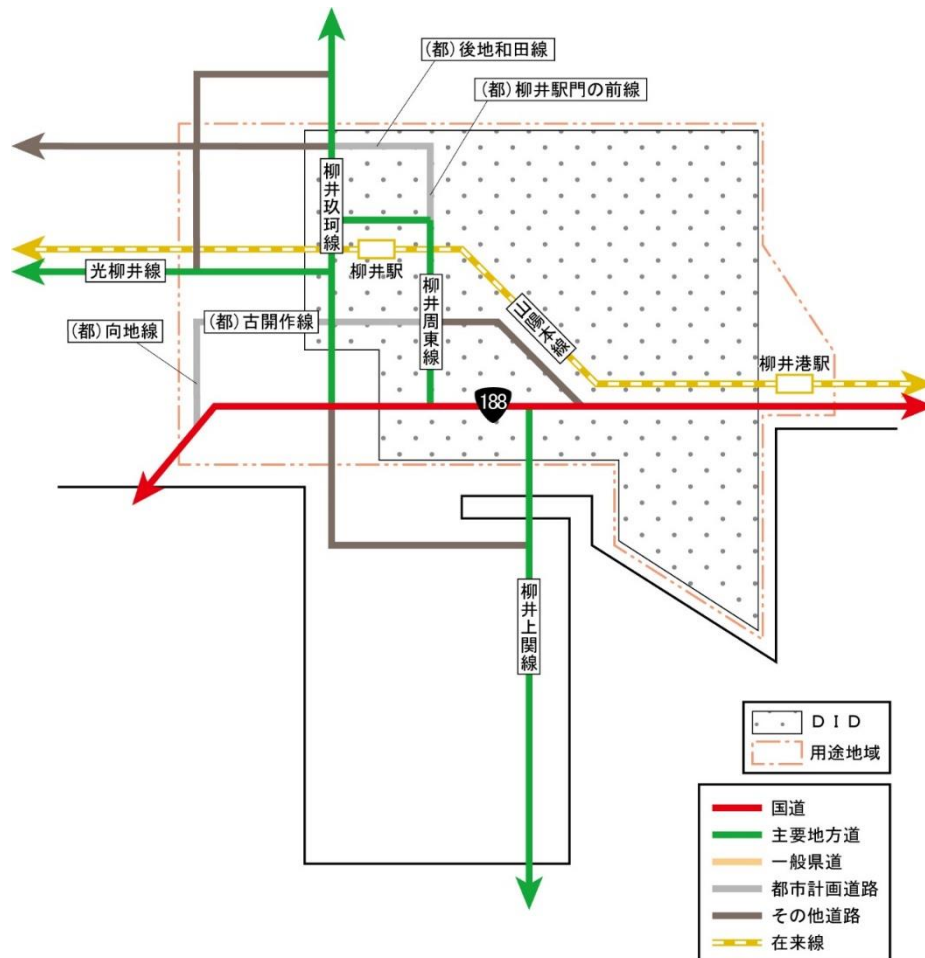 (都)後地和田線
(都)柳井駅門の前線
柳井玖珂線
柳井駅
光柳井線
柳井周東線
山陽本線
(都)古開作線
(都)向地線
柳井港駅
188
柳井上関線
DID
用途地域
国道
主要地方道
一般県道
都市計画道路
その他道路
在来線